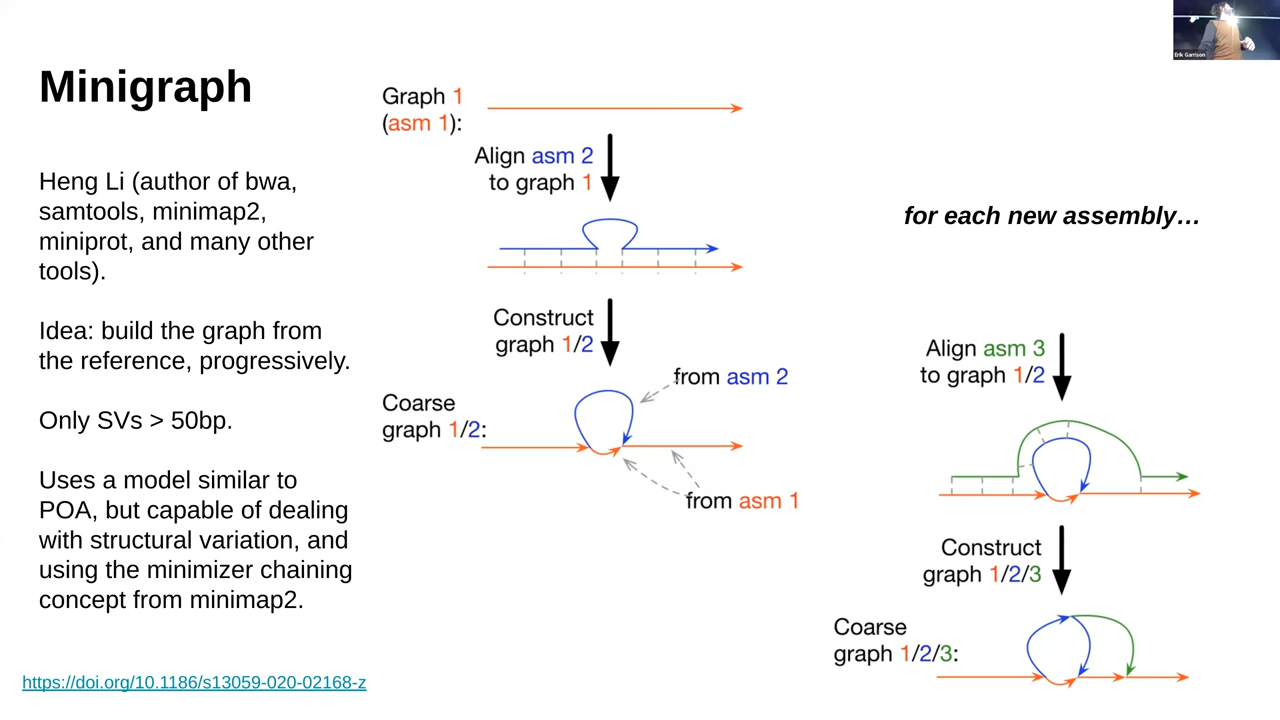 Minigraph
Heng Li (author of bwa,
samtools, minimap2,
miniprot, and many other
tools).
Idea: build the graph from
the reference, progressively.
Only SVs > 50bp.
Uses a model similar to
POA, but capable of dealing
with structural variation, and
using the minimizer chaining
concept from minimap2.
https://doi.org/10.1186/s13059-020-02168-z
Graph 1
(asm 1):
Align asm 2
to graph 1
Construct
graph 1/2
Coarse
graph 1/2:
from asm 2
from asm 1
for each new assembly…
Align asm 3
to graph 1/2
Construct
graph 1/2/3
Coarse
graph 1/2/3:
Erik Garrison